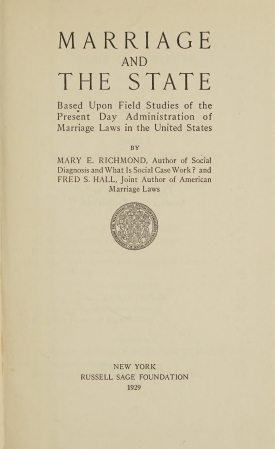 MARRIAGE
AND
THE STATE
Based Upon Field Studies of the
Present Day Administration of
Marriage Laws in the United States
BY
MARY E. RICHMOND, Author of Social
Diagnosis and What Is Social Case Work? and
FRED S. HALL, Joint Author of American
Marriage Laws
NEW YORK
RUSSELL SAGE FOUNDATION
1929